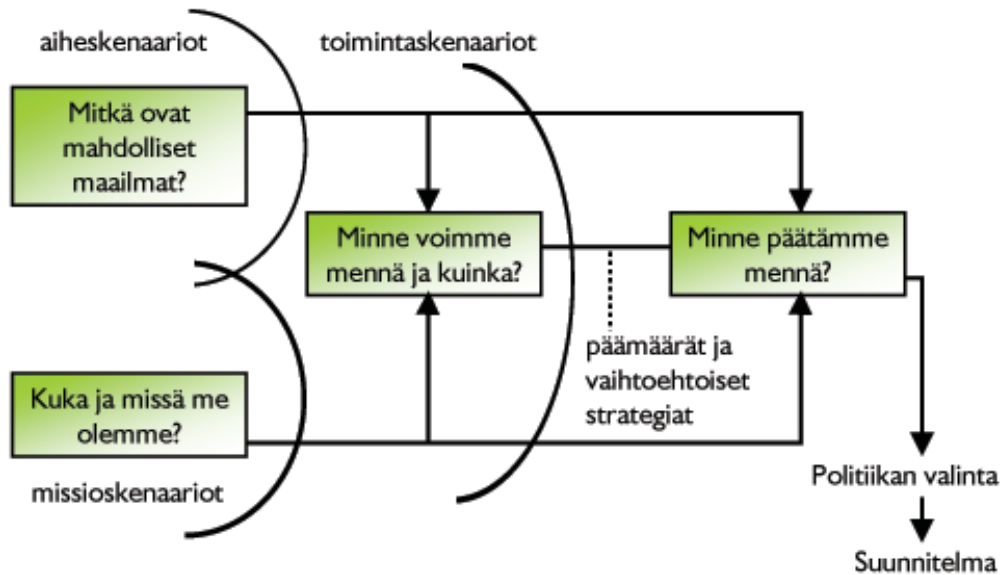 aiheskenaariot
toimintaskenaariot
Mitkä ovat
mahdolliset
maailmat?
Minne voimme
mennä ja kuinka?
Minne päätämme
mennä?
päämäärät ja
vaihtoehtoiset
strategiat
Kuka ja missä me
olemme?
missioskenaariot
Politiikan valinta
Suunnitelma